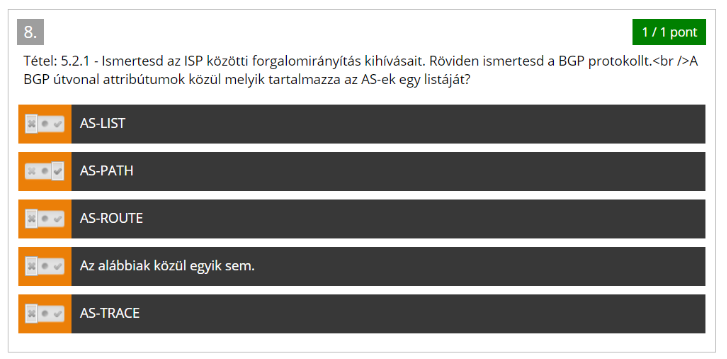 8.
1 / 1 pont
Tétel: 5.2.1 - Ismertesd az ISP közötti forgalomirányítás kihívásait. Röviden ismertesd a BGP protokollt.<br />A
BGP útvonal attribútumok közül melyik tartalmazza az AS-ek egy listáját?
AS-LIST
AS-PATH
AS-ROUTE
Az alábbiak közül egyik sem.
AS-TRACE